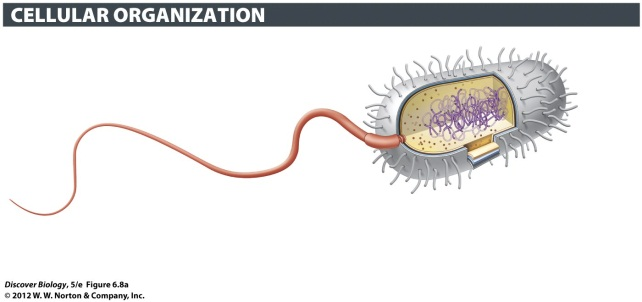 CELLULAR ORGANIZATION
Discover Biology, 5/e Figure 6.8a
© 2012 W. W. Norton & Company, Inc.